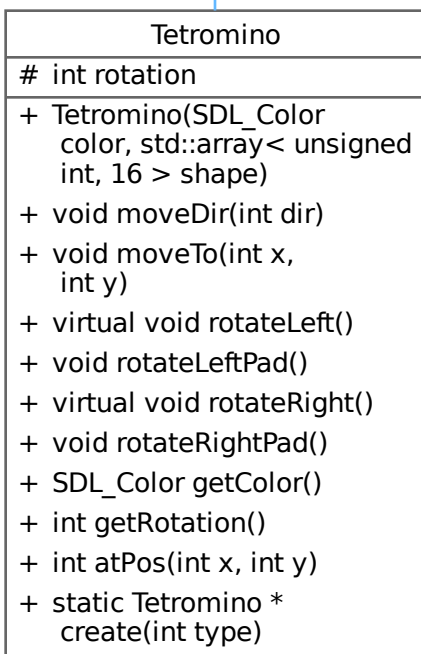 Tetromino
# int rotation
+ Tetromino(SDL_Color
color, std::array< unsigned
int, 16 > shape)
+ void moveDir(int dir)
+ void moveTo(int x,
int y)
+ virtual void rotateLeft()
+ void rotateLeftPad()
+ virtual void rotateRight()
+ void rotateRightPad()
+ SDL_Color getColor()
+ int getRotation()
+ int atPos(int x, int y)
+ static Tetromino *
create(int type)